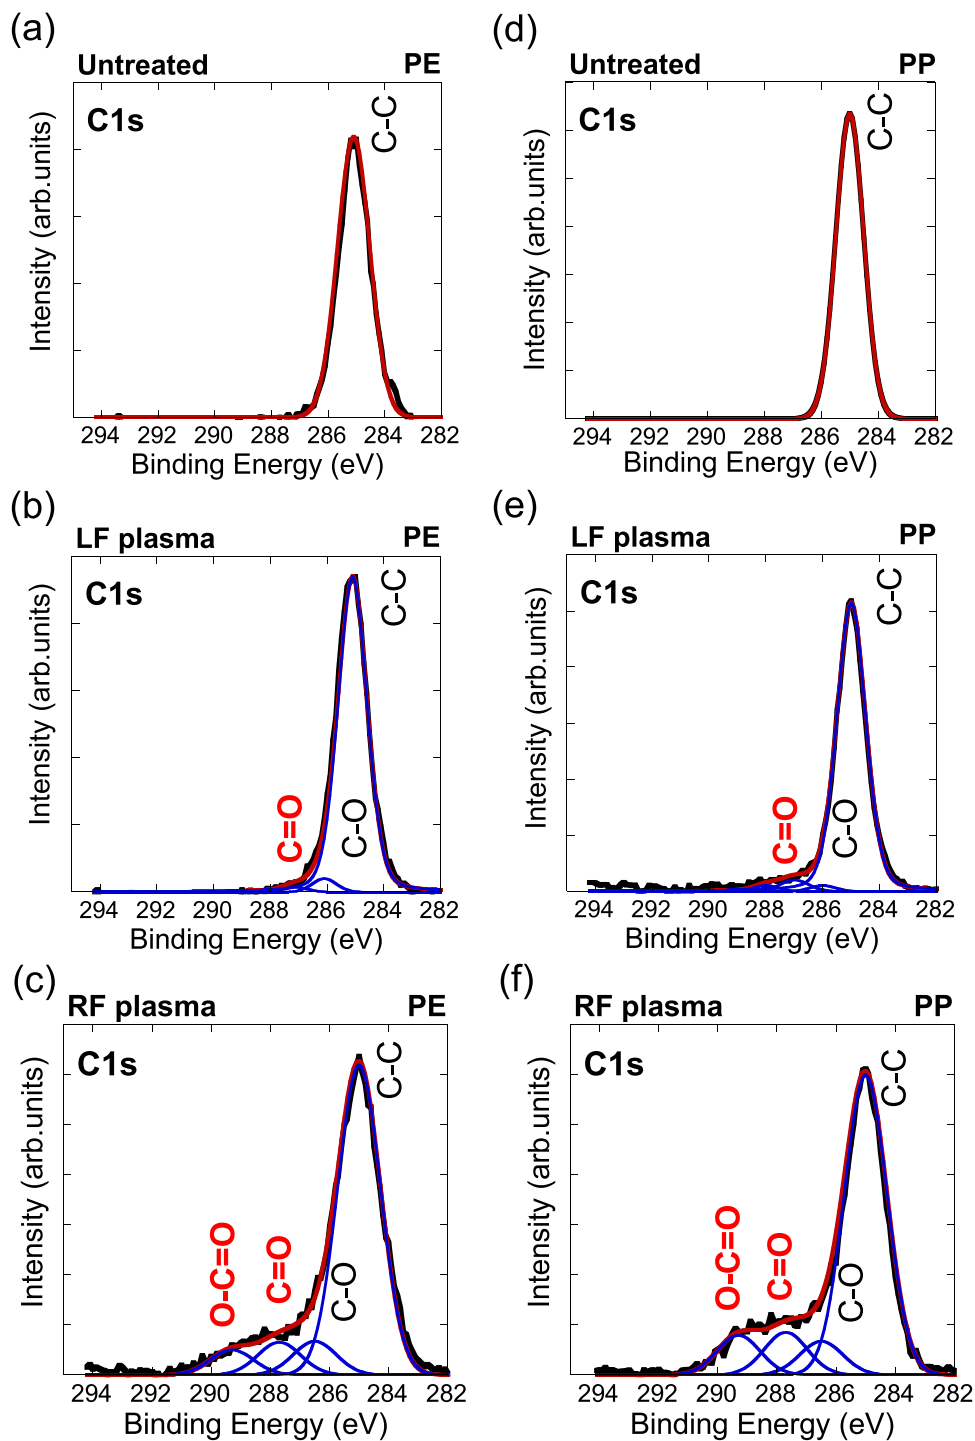 (a)
Untreated PE
C1s
C-C
Intensity (arb.units)
294 292 290 288 286 284 282
Binding Energy (eV)
(d)
Untreated PP
C1s
C-C
Intensity (arb.units)
294 292 290 288 286 284 282
Binding Energy (eV)
(b)
LF plasma PE
C1s
C-C
C=O
C-O
Intensity (arb.units)
294 292 290 288 286 284 282
Binding Energy (eV)
(e)
LF plasma PP
C1s
C-C
C=O
C-O
Intensity (arb.units)
294 292 290 288 286 284 282
Binding Energy (eV)
(c)
RF plasma PE
C1s
C-C
O-C=O
C=O
C-O
Intensity (arb.units)
294 292 290 288 286 284 282
Binding Energy (eV)
(f)
RF plasma PP
C1s
C-C
O-C=O
C=O
C-O
Intensity (arb.units)
294 292 290 288 286 284 282
Binding Energy (eV)